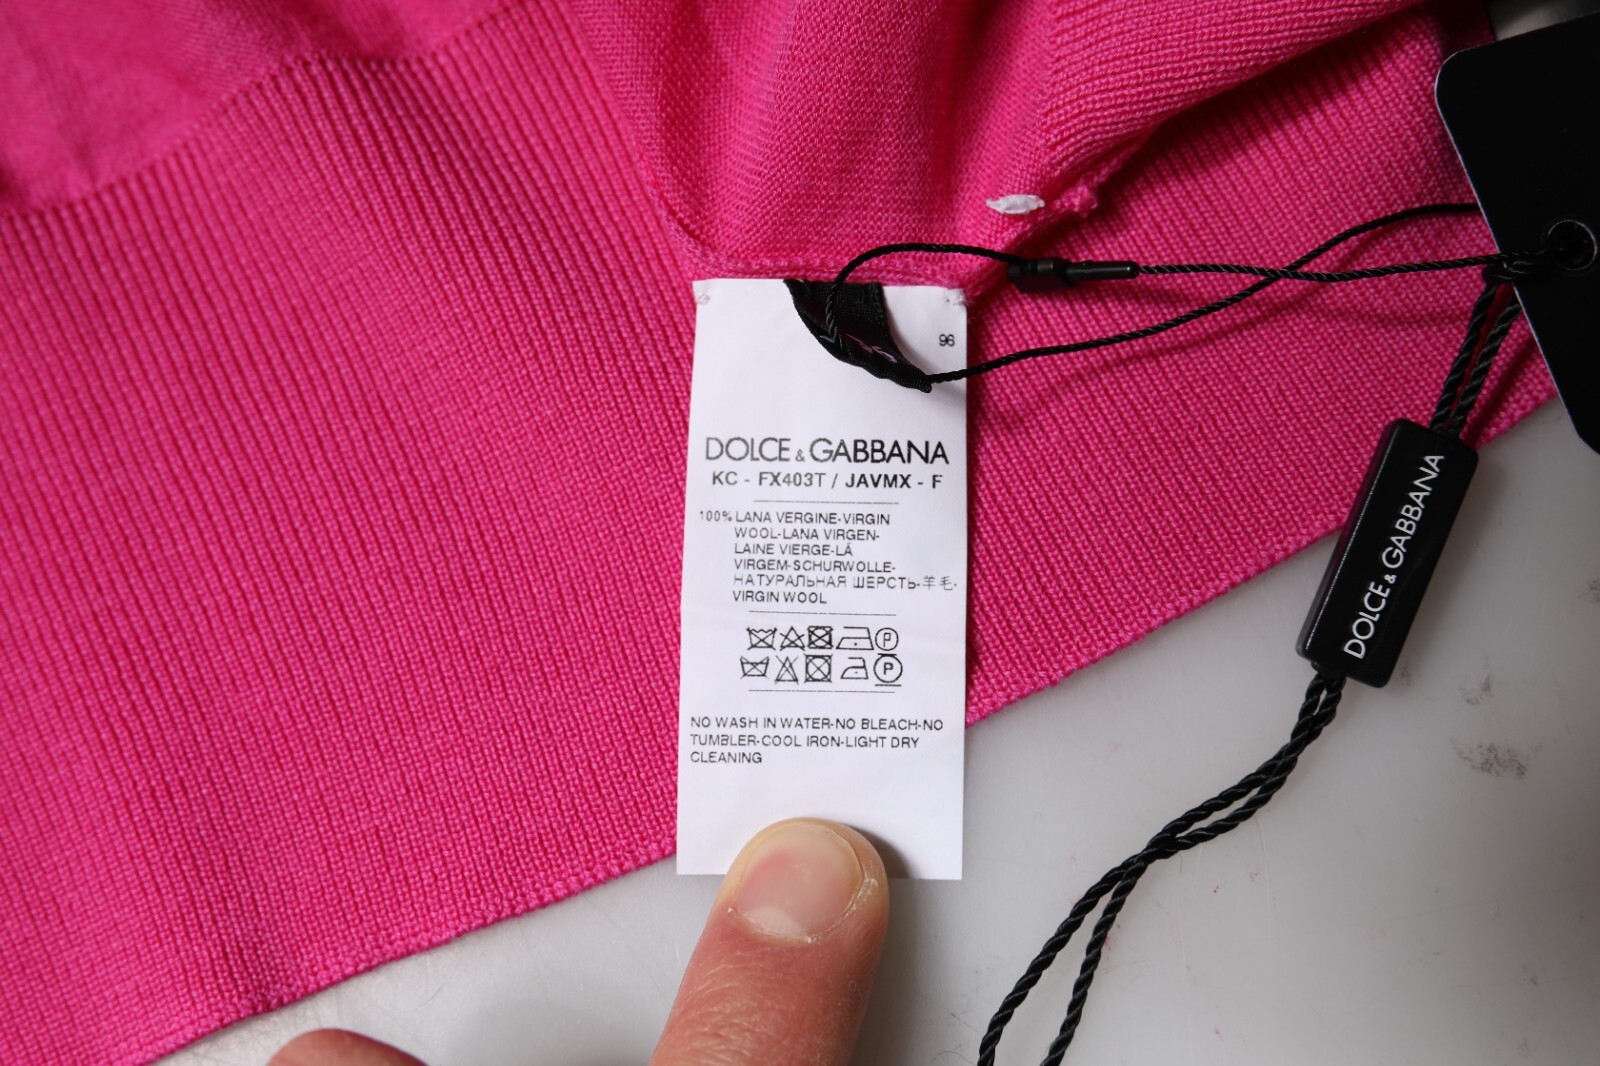 96
DOLCE & GABBANA
KC - FX403T / JAVMX - F
100% LANA VERGINE-VIRGIN
WOOL-LANA VIRGEN-
LAINE VIERGE-LÃ
VIRGEM-SCHURWOLLE-
НАТУРАЛЬНАЯ ШЕРСТЬ-羊毛-
VIRGIN WOOL
P
P
NO WASH IN WATER-NO BLEACH-NO
TUMBLER-COOL IRON-LIGHT DRY
CLEANING
DOLCE & GABBANA